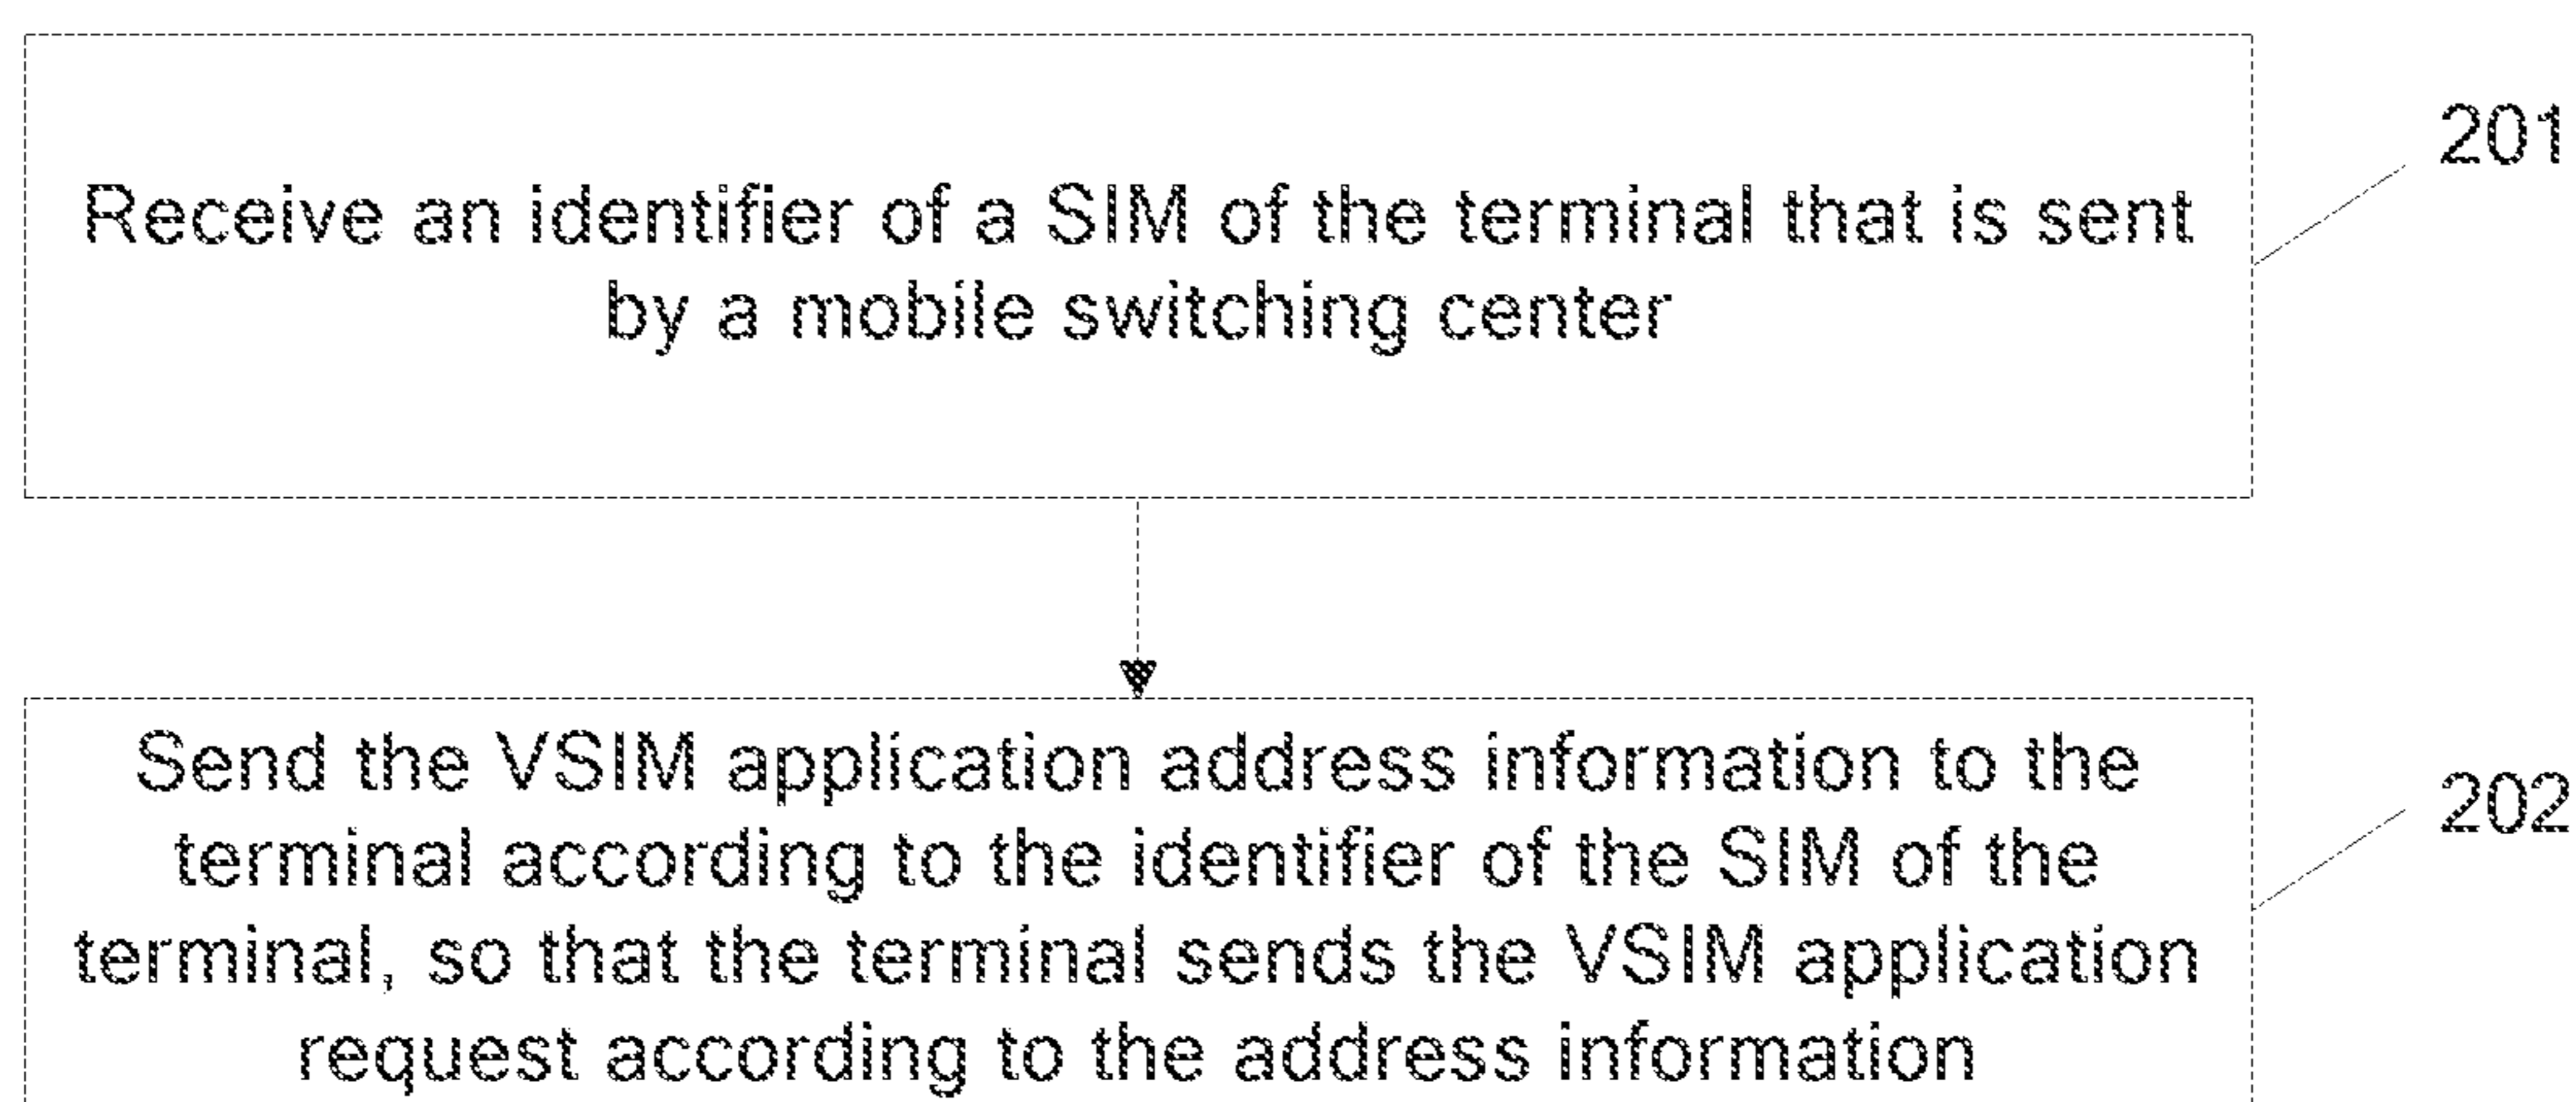 201
Receive an identifier of a SIM of the terminal that is sent
by a mobile switching center
202
Send the VSIM application address information to the
terminal according to the identifier of the SIM of the
terminal, so that the terminal sends the VSIM application
request according to the address information